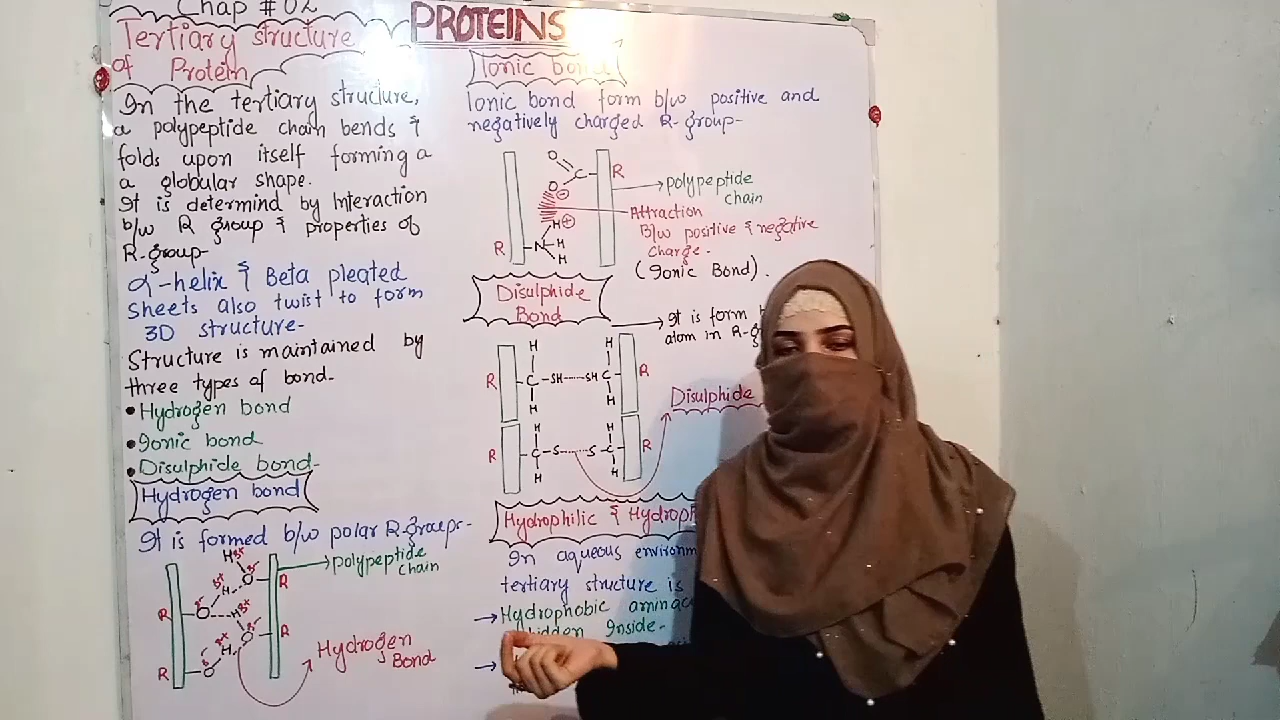 Chap #02
PROTEINS
Tertiary structure
of Protein
In the tertiary structure,
a polypeptide chain bends &
folds upon itself forming a
a globular shape.
It is determind by Interaction
b/w R group & properties of
R-group-
α-helix & Beta pleated
sheets also twist to form
3D structure-
Structure is maintained by
three types of bond-
• Hydrogen bond
• Ionic bond
• Disulphide bond-
Hydrogen bond
It is formed b/w polar R-groups-
polypeptide
chain
H δ+
δ-
O
R
δ+
H
δ-
R
O
H δ+
δ-
O
R
δ+
H
R
O
δ-
Hydrogen
Bond
Ionic bond
Ionic bond form b/w positive and
negatively charged R-group-
O
C
R
O ⊖
polypeptide
chain
Attraction
B/w positive & negative
charge.
(Ionic Bond).
H ⊕
R
N H
H
Disulphide
Bond
It is form
atom in R-
H H
R C SH SH C R
H H
Disulphide
H H
R C S S C R
H H
Hydrophilic &
In aqueous
tertiary structure is
→ Hydrophobic
hidden Inside-
→